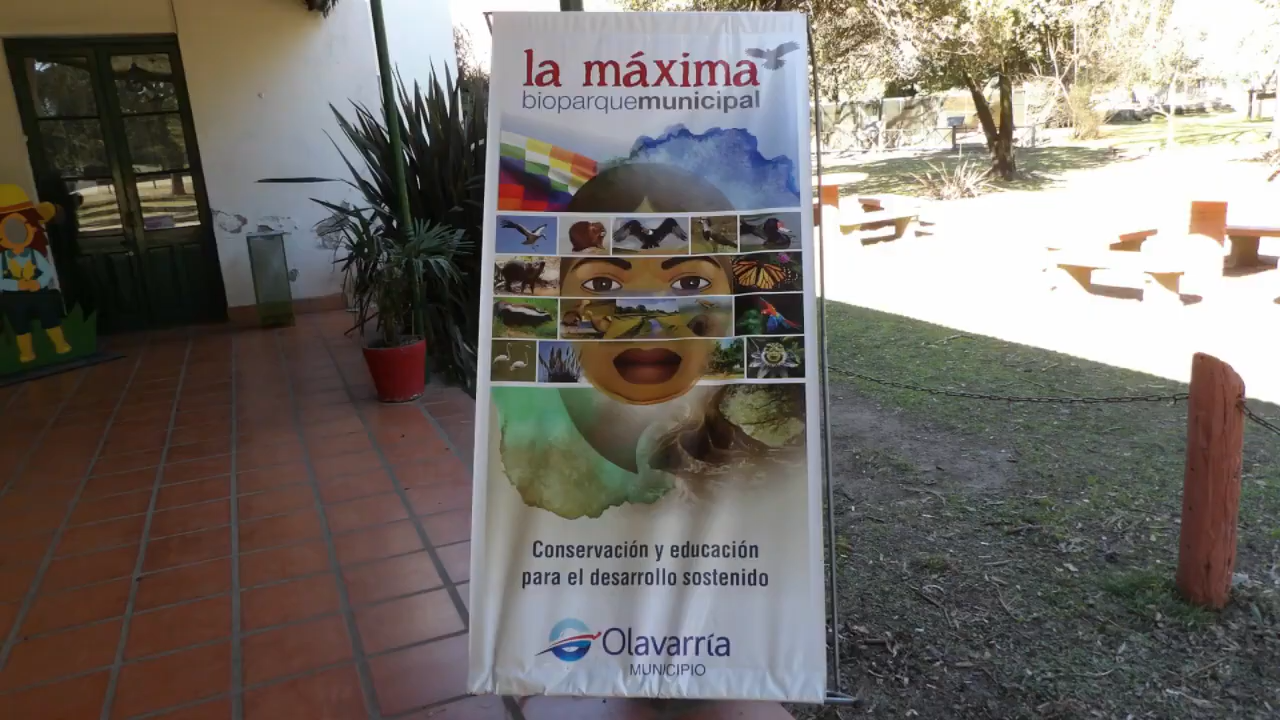 la máxima
bioparquemunicipal
Conservación y educación
para el desarrollo sostenido
Olavarría
MUNICIPIO